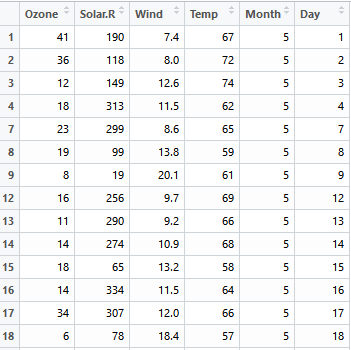 Ozone Solar.R Wind Temp Month Day
1 41 190 7.4 67 5 1
2 36 118 8.0 72 5 2
3 12 149 12.6 74 5 3
4 18 313 11.5 62 5 4
7 23 299 8.6 65 5 7
8 19 99 13.8 59 5 8
9 8 19 20.1 61 5 9
12 16 256 9.7 69 5 12
13 11 290 9.2 66 5 13
14 14 274 10.9 68 5 14
15 18 65 13.2 58 5 15
16 14 334 11.5 64 5 16
17 34 307 12.0 66 5 17
18 6 78 18.4 57 5 18